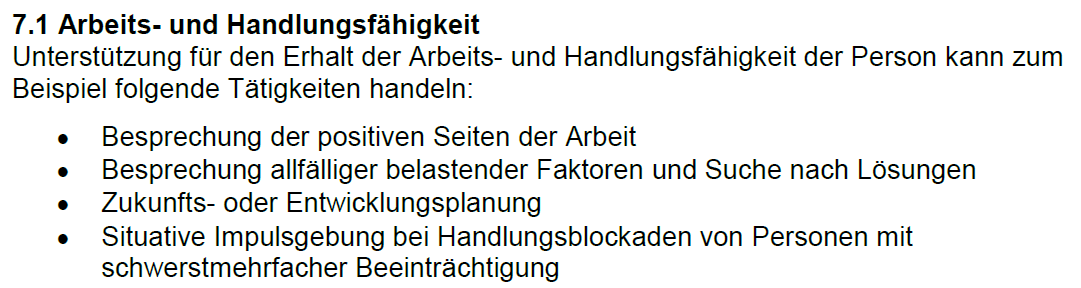 7.1 Arbeits- und Handlungsfähigkeit
Unterstützung für den Erhalt der Arbeits- und Handlungsfähigkeit der Person kann zum
Beispiel folgende Tätigkeiten handeln:
• Besprechung der positiven Seiten der Arbeit
• Besprechung allfälliger belastender Faktoren und Suche nach Lösungen
• Zukunfts- oder Entwicklungsplanung
• Situative Impulsgebung bei Handlungsblockaden von Personen mit
schwerstmehrfacher Beeinträchtigung